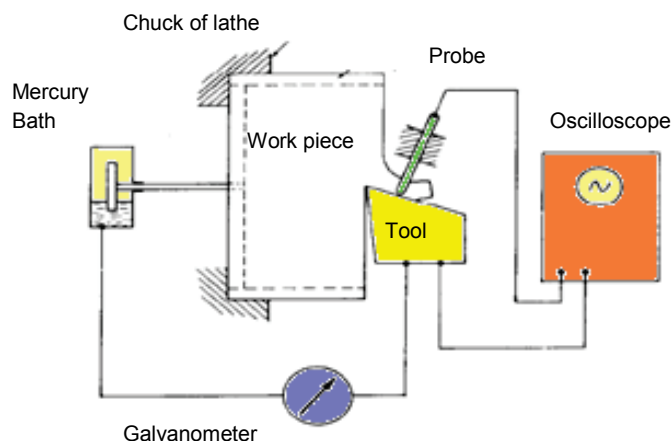 Chuck of lathe
Probe
Mercury
Bath
Oscilloscope
Work piece
Tool
Galvanometer